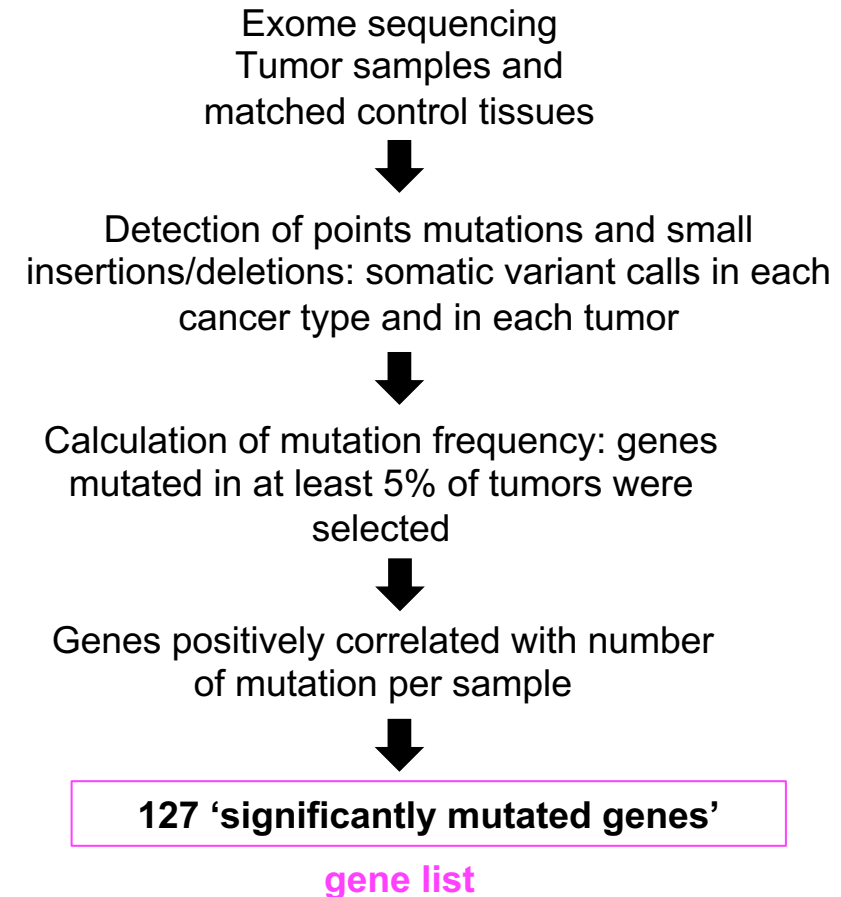 Exome sequencing
Tumor samples and
matched control tissues
Detection of points mutations and small
insertions/deletions: somatic variant calls in each
cancer type and in each tumor
Calculation of mutation frequency: genes
mutated in at least 5% of tumors were
selected
Genes positively correlated with number
of mutation per sample
127 ‘significantly mutated genes’
gene list